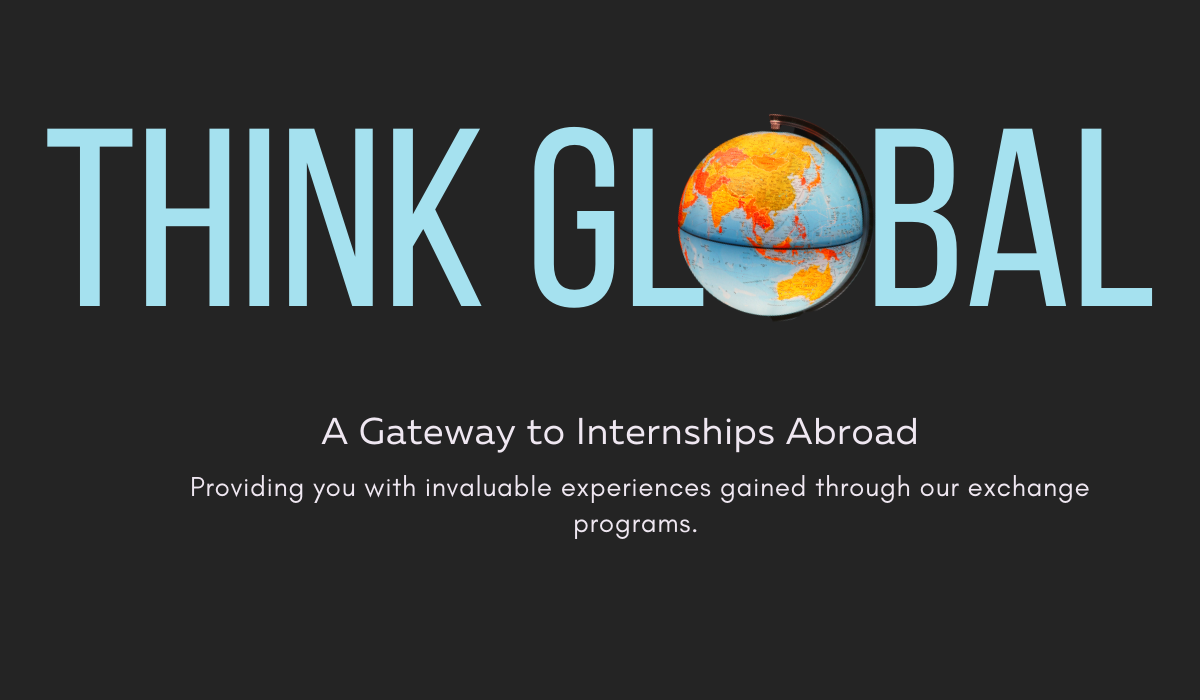 THINK GLOBAL
A Gateway to Internships Abroad
Providing you with invaluable experiences gained through our exchange
programs.